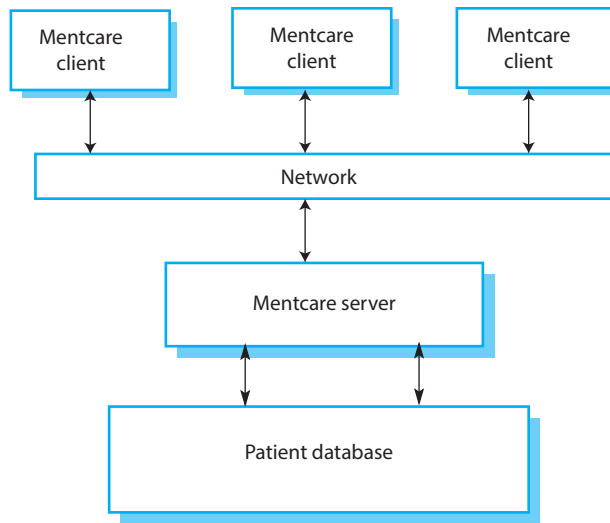 Mentcare
client
Mentcare
client
Mentcare
client
Network
Mentcare server
Patient database